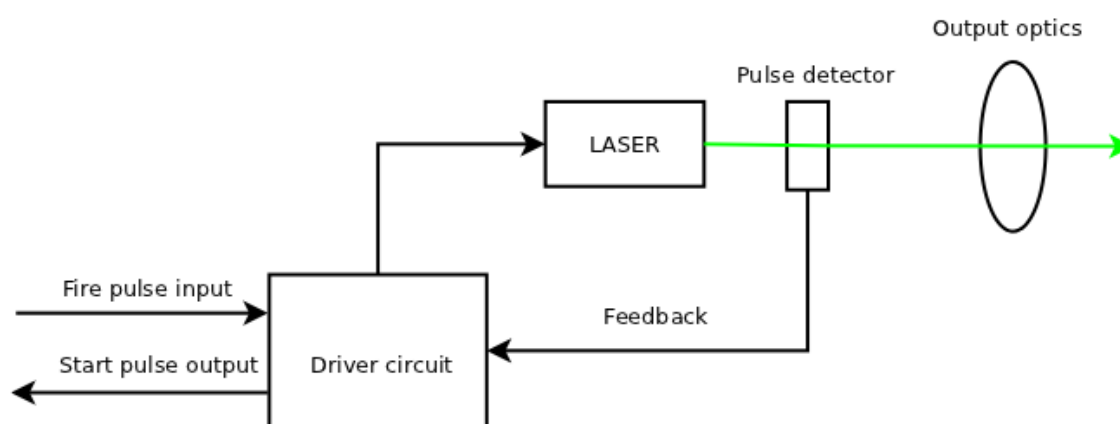 Output optics
Pulse detector
LASER
Fire pulse input
Feedback
Start pulse output
Driver circuit